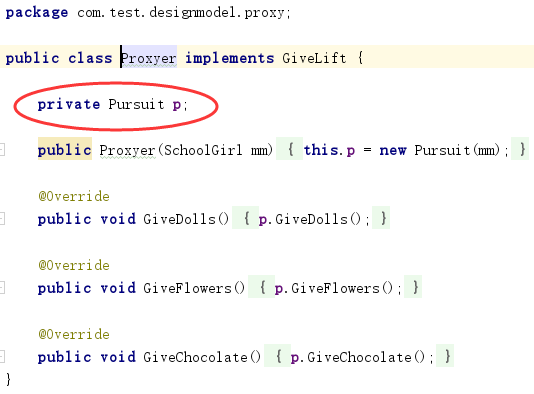 package com.test.designmodel.proxy;
public class Proxyer implements GiveLift {
private Pursuit p;
public Proxyer(SchoolGirl mm) { this.p = new Pursuit(mm); }
@Override
public void GiveDolls() { p.GiveDolls(); }
@Override
public void GiveFlowers() { p.GiveFlowers(); }
@Override
public void GiveChocolate() { p.GiveChocolate(); }
}